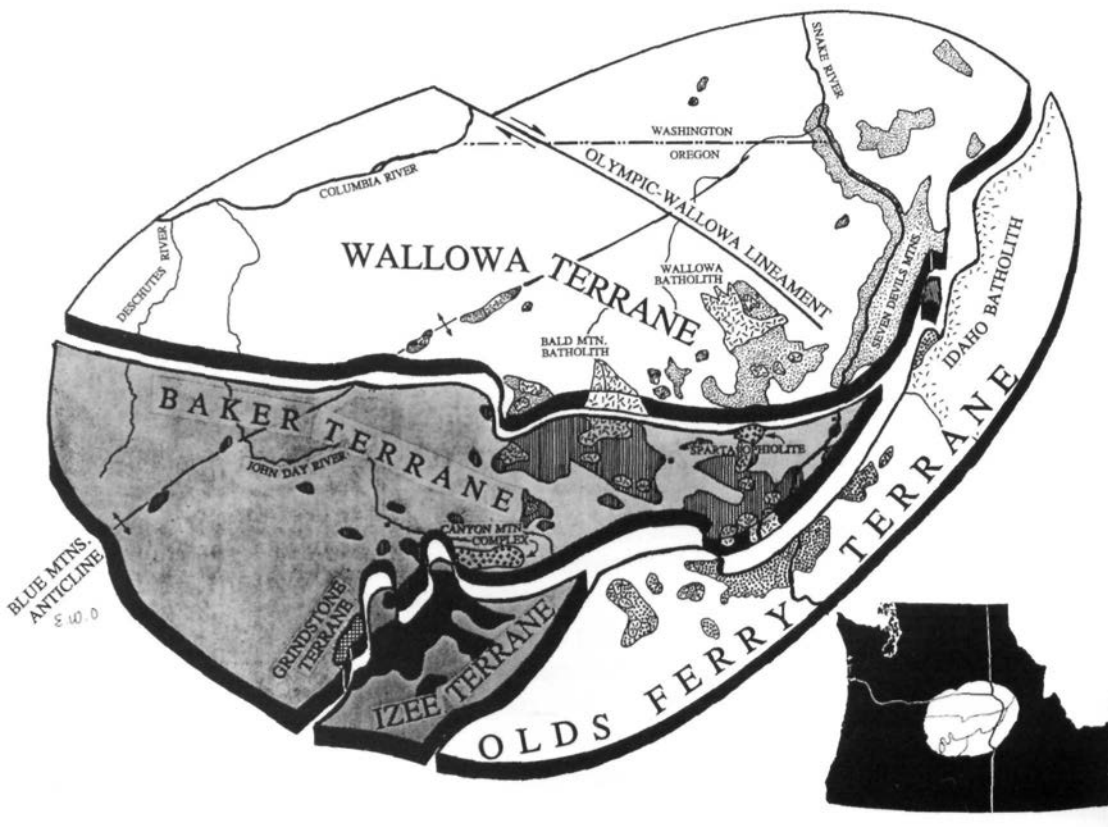 SNAKE RIVER
WASHINGTON
OREGON
OLYMPIC-WALLOWA LINEAMENT
COLUMBIA RIVER
DESCHUTES RIVER
WALLOWA TERRANE
WALLOWA
BATHOLITH
SEVEN DEVILS MTNS.
IDAHO BATHOLITH
BALD MTN.
BATHOLITH
BAKER TERRANE
JOHN DAY RIVER
SPARTA OPHIOLITE
CANYON MTN.
COMPLEX
BLUE MTNS.
ANTICLINE
E.W.O
GRINDSTONE
TERRANE
IZEE TERRANE
OLDS FERRY TERRANE